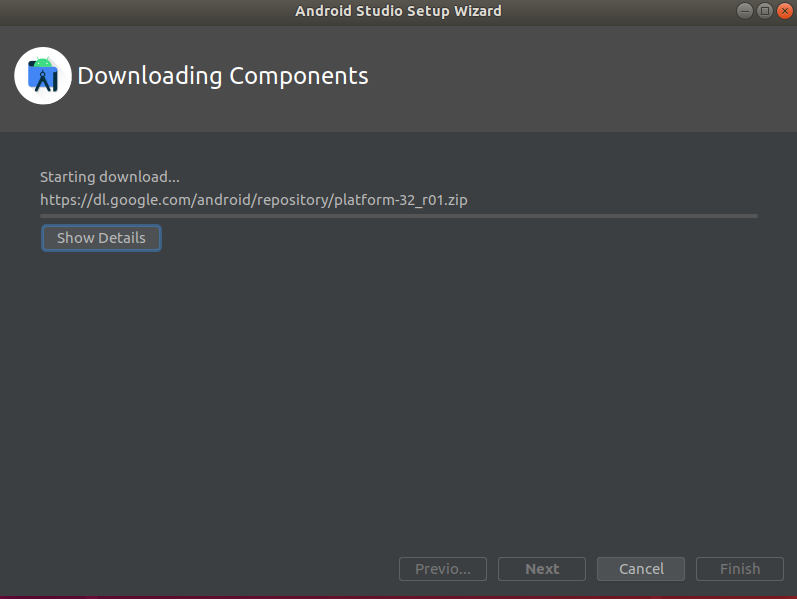 Android Studio Setup Wizard
Downloading Components
Starting download...
https://dl.google.com/android/repository/platform-32_r01.zip
Show Details
Previo... Next Cancel Finish